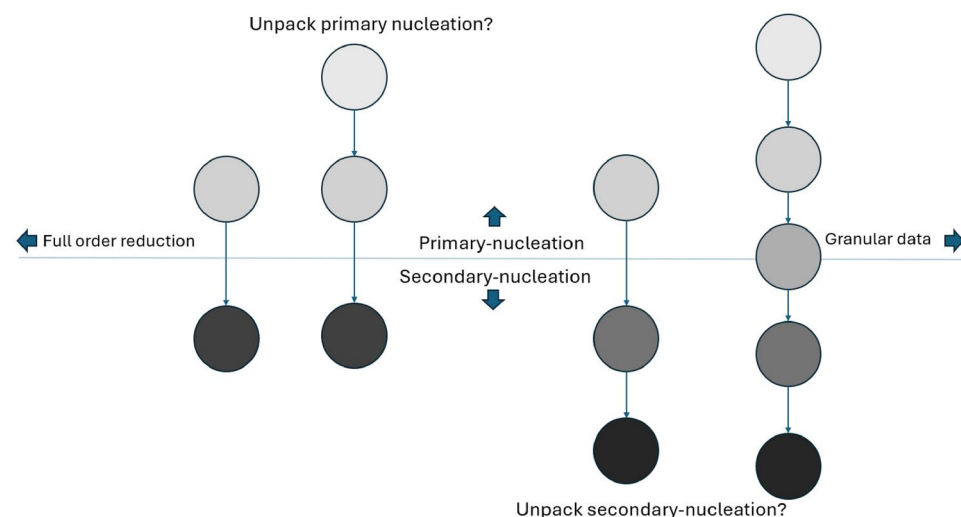 Unpack primary nucleation?
Full order reduction
Primary-nucleation
Granular data
Secondary-nucleation
Unpack secondary-nucleation?